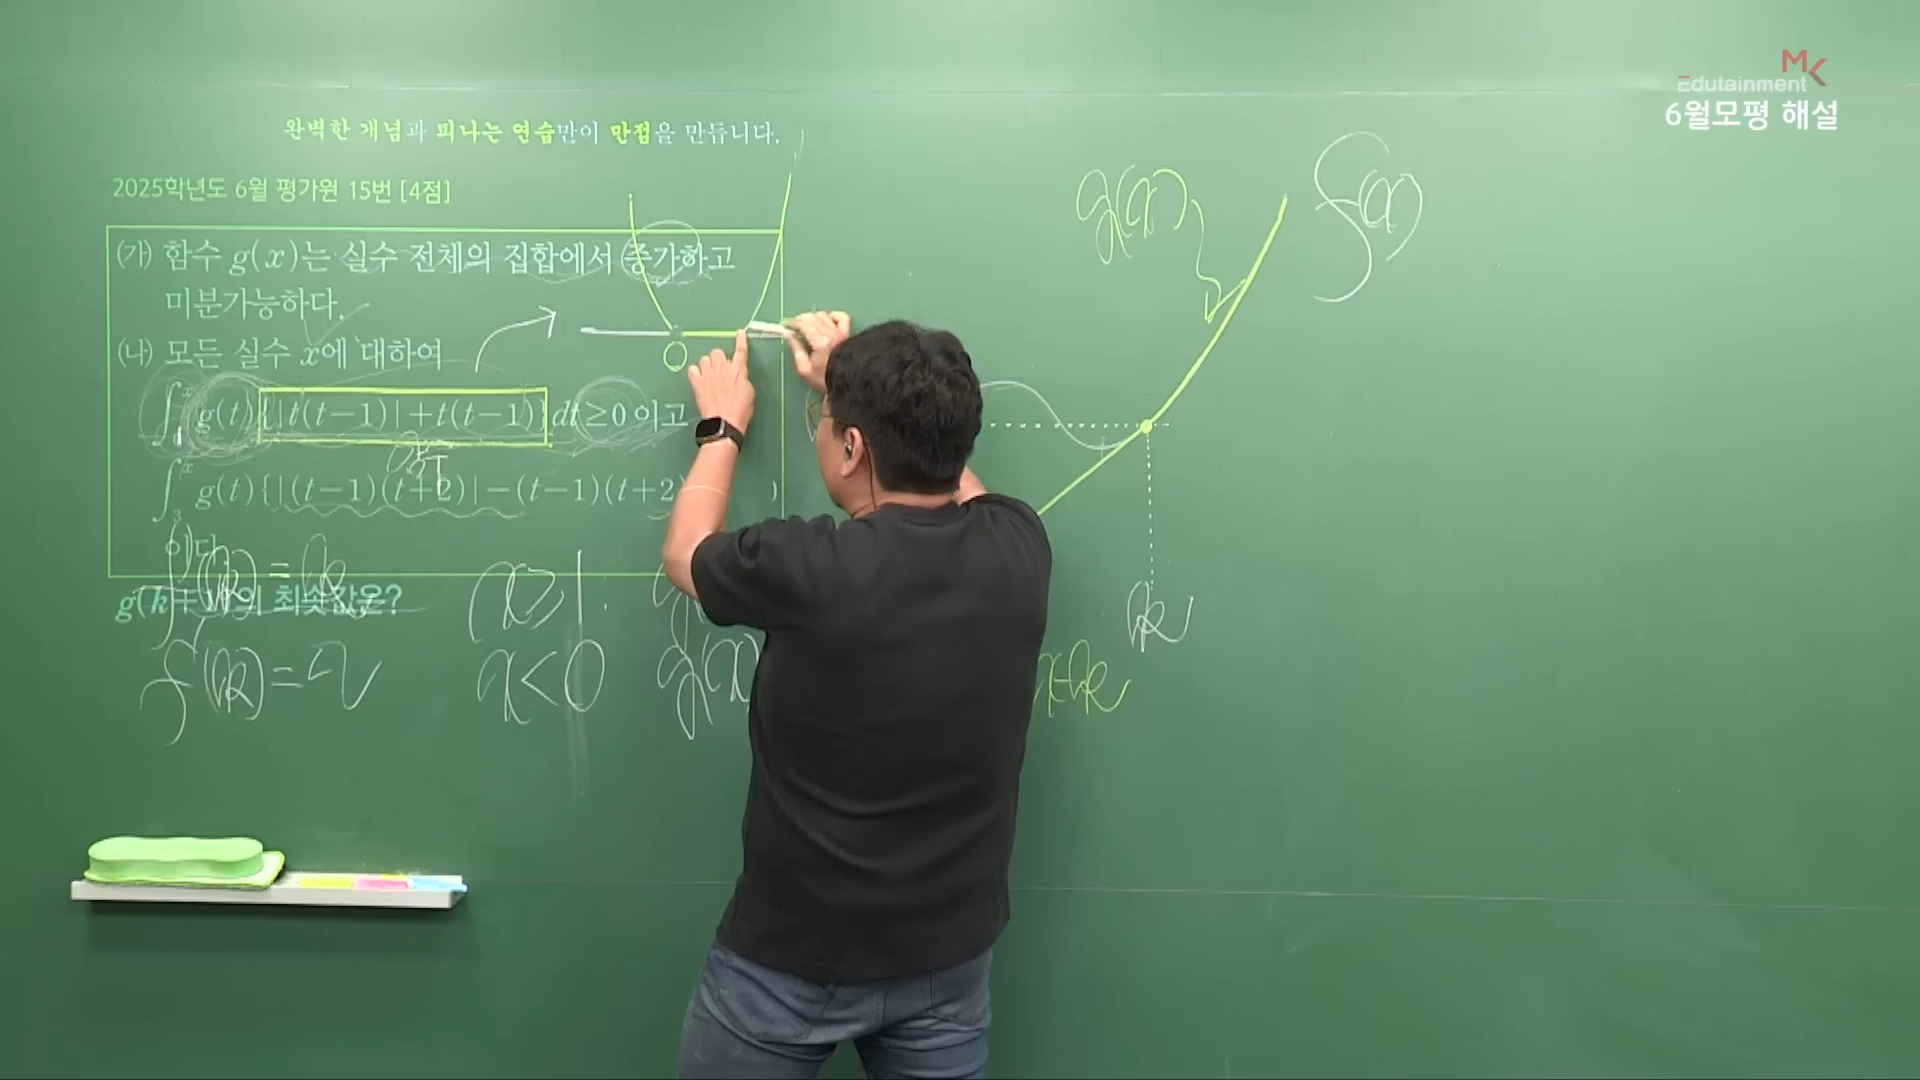 MK
Edutainment
6월모평 해설
완벽한 개념과 피나는 연습만이 만점을 만듭니다.
2025학년도 6월 평가원 15번 [4점]
㈎ 함수 g(x)는 실수 전체의 집합에서 증가하고
미분가능하다.
㈏ 모든 실수 x에 대하여
g(t){|t(t-1)|+t(t-1)}dt≥0 이고
∫₃ˣ g(t){|(t-1)(t+2)|-(t-1)(t+2)
이다.
g(k+1)의 최솟값은?
O
f(k)=k
x≥1
f'(k)=2
x<0
g(x)
g(x)
f(x)
k
x-k